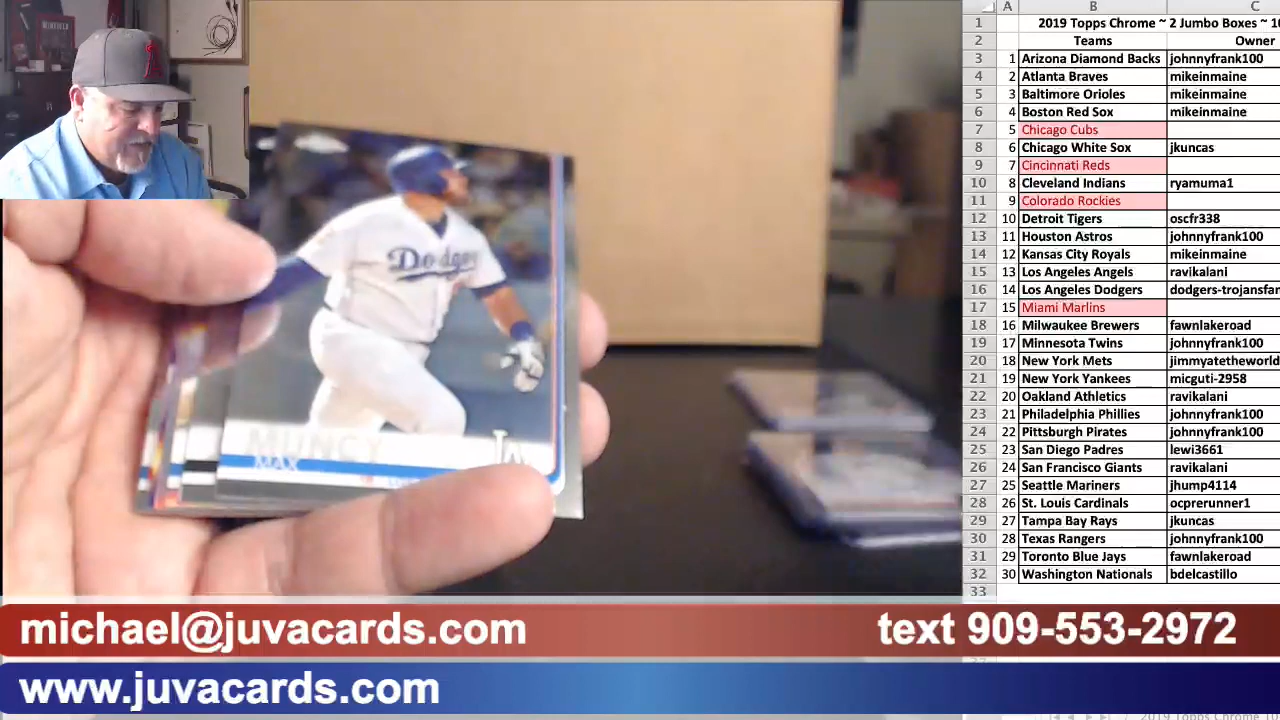 A B C
1 2019 Topps Chrome ~ 2 Jumbo Boxes ~
2 Teams Owner
3 1 Arizona Diamond Backs johnnyfrank100
4 2 Atlanta Braves mikeinmaine
5 3 Baltimore Orioles mikeinmaine
6 4 Boston Red Sox mikeinmaine
7 5 Chicago Cubs
8 6 Chicago White Sox jkuncas
9 7 Cincinnati Reds
10 8 Cleveland Indians ryamuma1
11 9 Colorado Rockies
12 10 Detroit Tigers oscfr338
13 11 Houston Astros johnnyfrank100
14 12 Kansas City Royals mikeinmaine
15 13 Los Angeles Angels ravikalani
16 14 Los Angeles Dodgers dodgers-trojansfan
17 15 Miami Marlins
18 16 Milwaukee Brewers fawnlakeroad
19 17 Minnesota Twins johnnyfrank100
20 18 New York Mets jimmyatetheworld
21 19 New York Yankees micguti-2958
22 20 Oakland Athletics ravikalani
23 21 Philadelphia Phillies johnnyfrank100
24 22 Pittsburgh Pirates johnnyfrank100
25 23 San Diego Padres lewi3661
26 24 San Francisco Giants ravikalani
27 25 Seattle Mariners jhump4114
28 26 St. Louis Cardinals ocprerunner1
29 27 Tampa Bay Rays jkuncas
30 28 Texas Rangers johnnyfrank100
31 29 Toronto Blue Jays fawnlakeroad
32 30 Washington Nationals bdelcastillo
33
A
Dodgers
MUNCY
MAX
LA
michael@juvacards.com
text 909-553-2972
www.juvacards.com